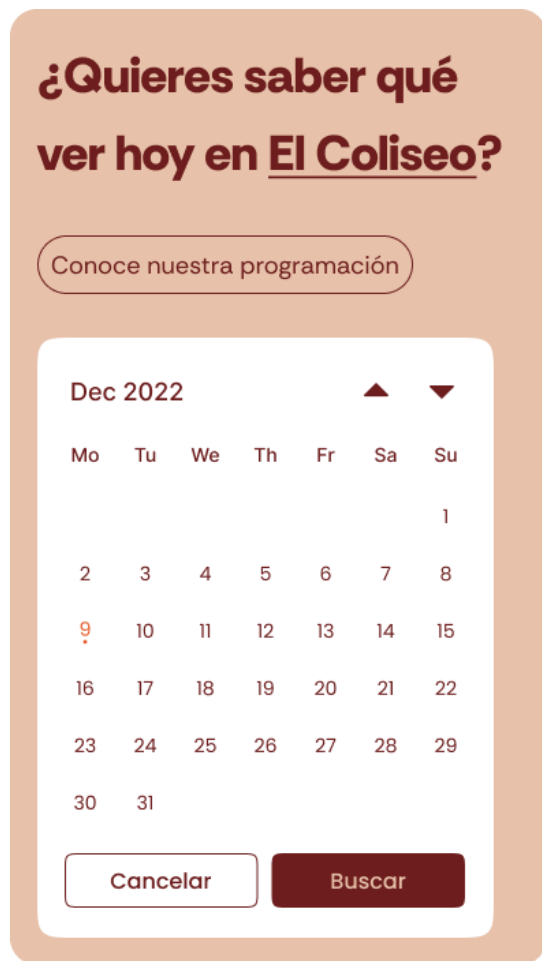 ¿Quieres saber qué
ver hoy en El Coliseo?
Conoce nuestra programación
Dec 2022
Mo Tu We Th Fr Sa Su
1
2 3 4 5 6 7 8
9 10 11 12 13 14 15
16 17 18 19 20 21 22
23 24 25 26 27 28 29
30 31
Cancelar Buscar